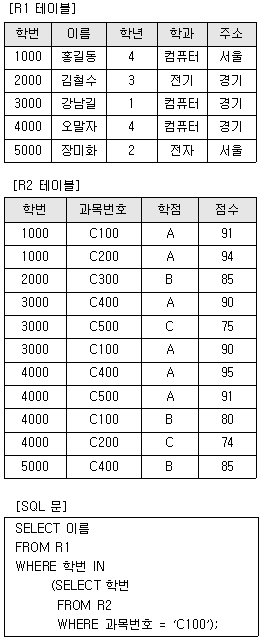 [R1 테이블]
학번 이름 학년 학과 주소
1000 홍길동 4 컴퓨터 서울
2000 김철수 3 전기 경기
3000 강남길 1 컴퓨터 경기
4000 오말자 4 컴퓨터 경기
5000 장미화 2 전자 서울
[R2 테이블]
학번 과목번호 학점 점수
1000 C100 A 91
1000 C200 A 94
2000 C300 B 85
3000 C400 A 90
3000 C500 C 75
3000 C100 A 90
4000 C400 A 95
4000 C500 A 91
4000 C100 B 80
4000 C200 C 74
5000 C400 B 85
[SQL 문]
SELECT 이름
FROM R1
WHERE 학번 IN
(SELECT 학번
FROM R2
WHERE 과목번호 = ‘C100’);